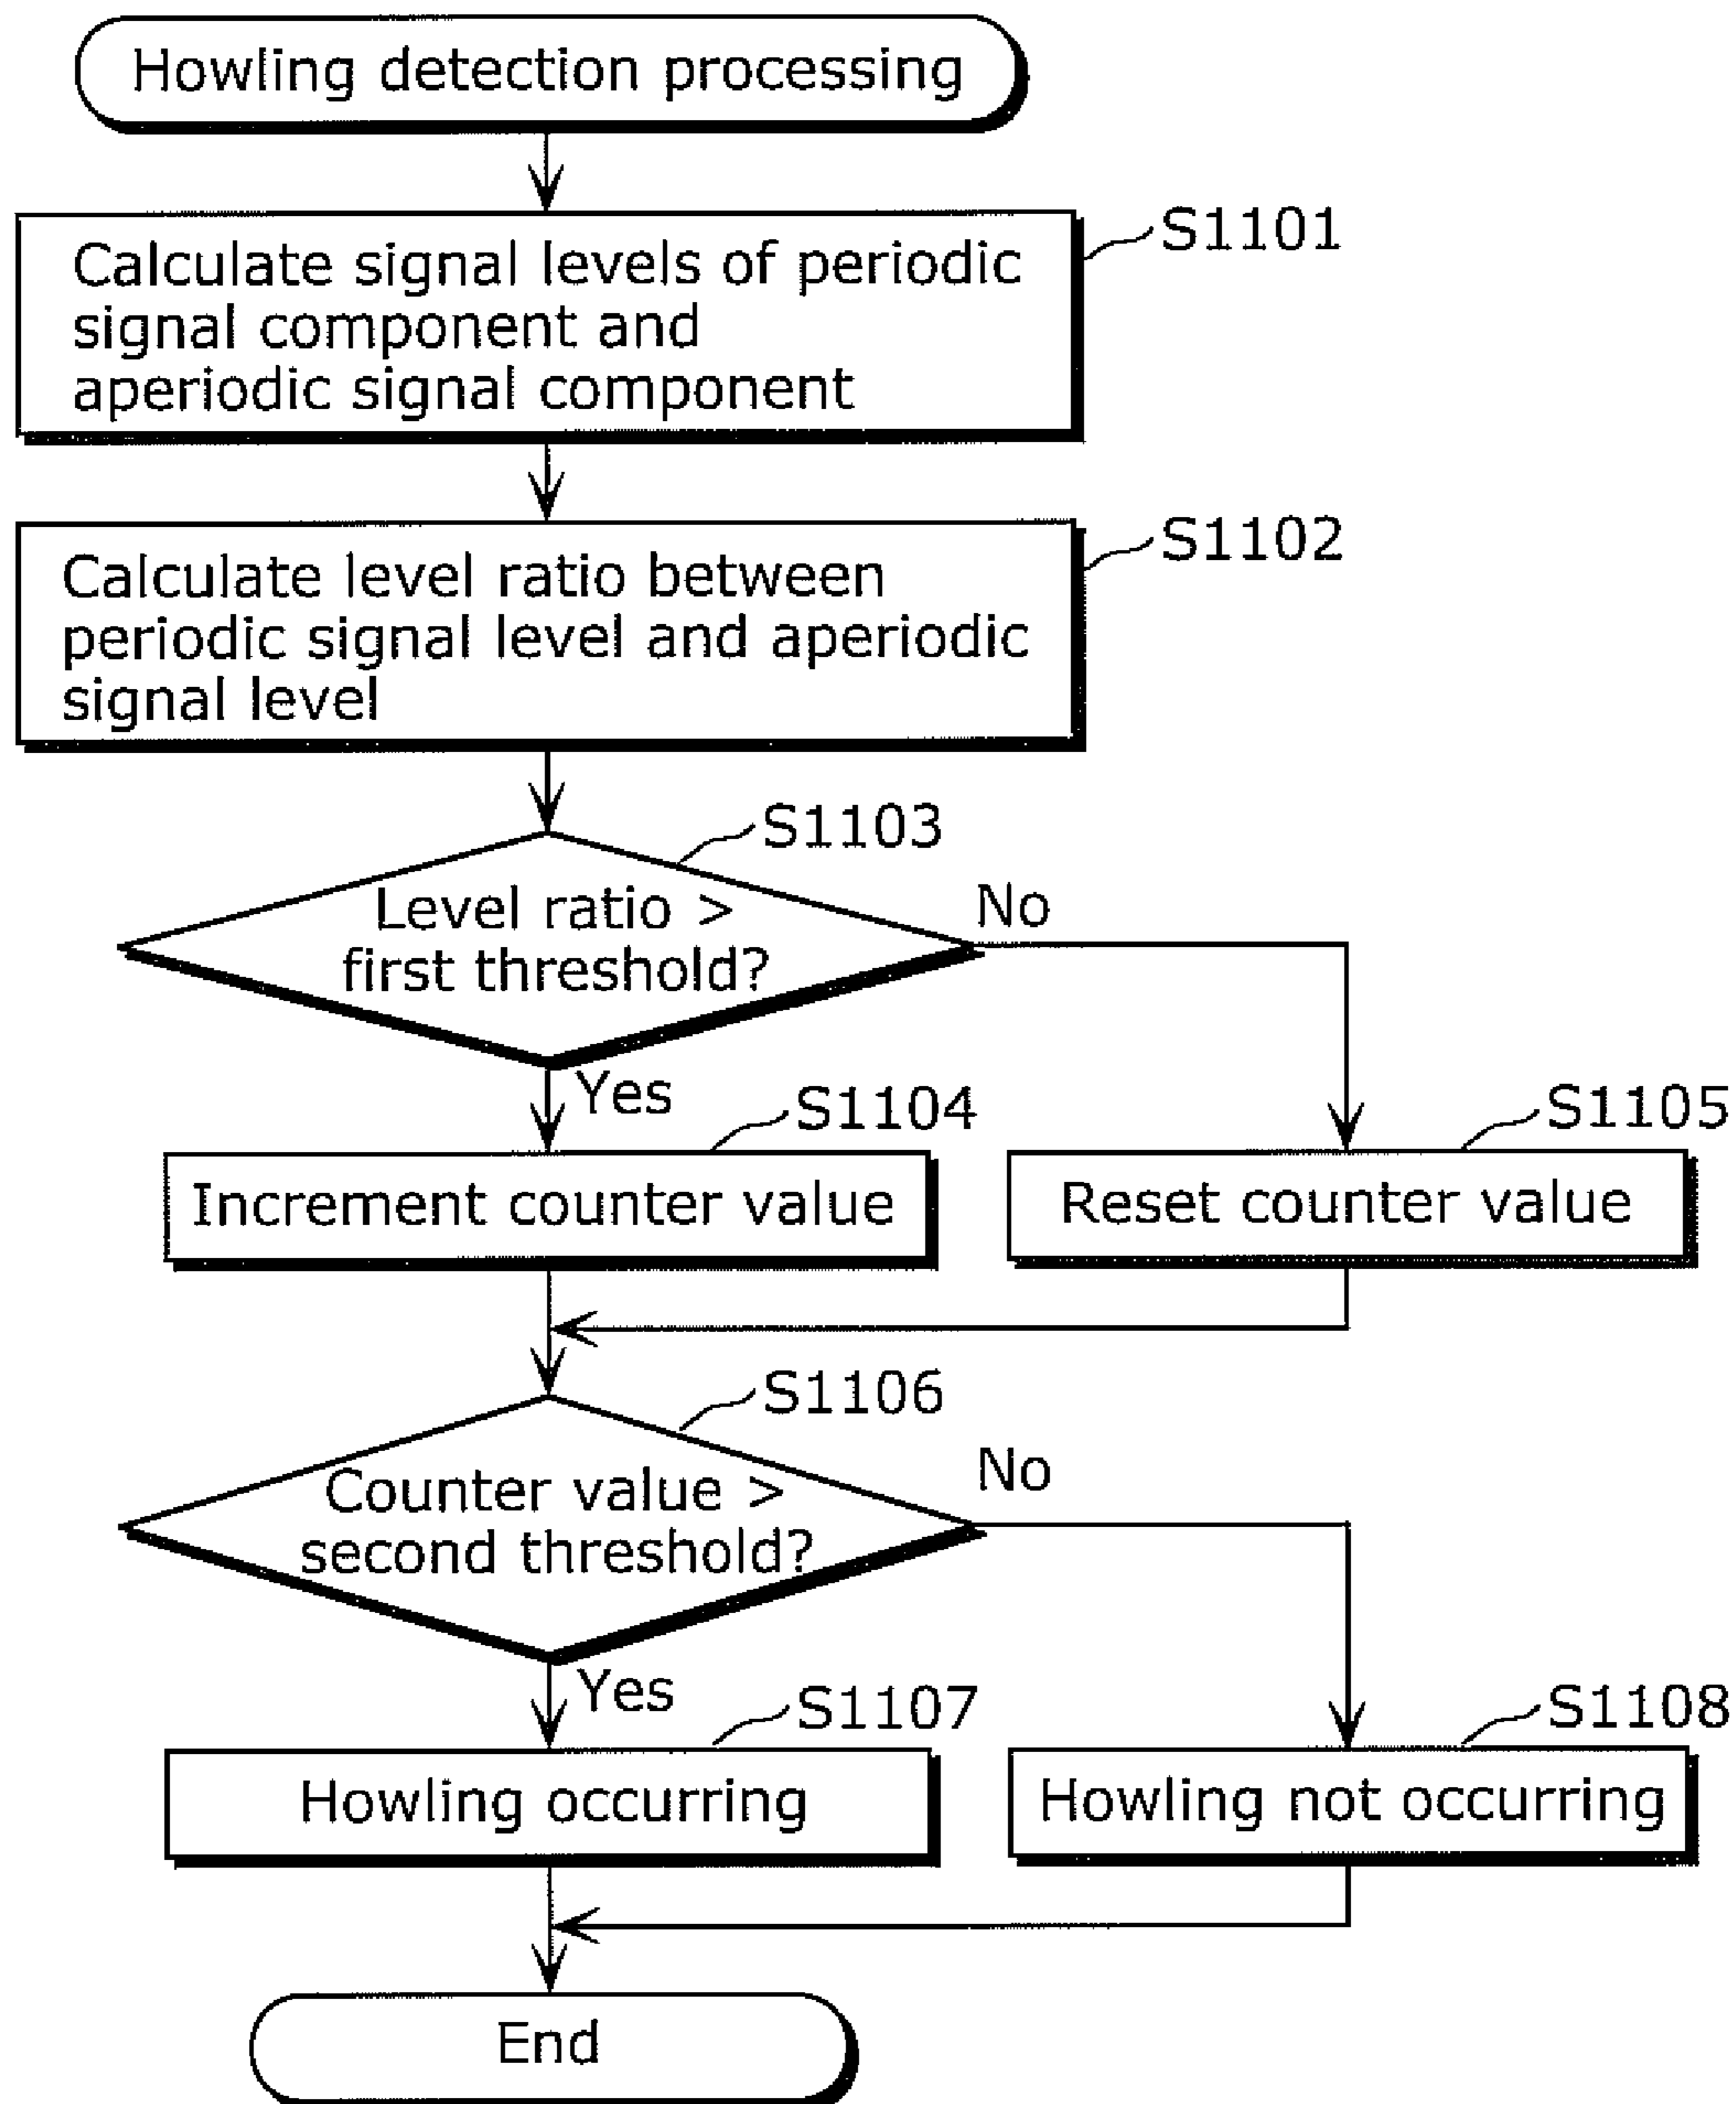 Howling detection processing
S1101
Calculate signal levels of periodic
signal component and
aperiodic signal component
S1102
Calculate level ratio between
periodic signal level and aperiodic
signal level
S1103
Level ratio >
first threshold?
No
Yes
S1104
Increment counter value
S1105
Reset counter value
S1106
Counter value >
second threshold?
No
Yes
S1107
Howling occurring
S1108
Howling not occurring
End